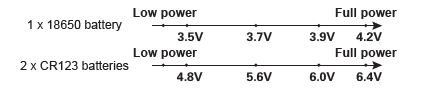 Low power Full power
1 x 18650 battery
3.5V 3.7V 3.9V 4.2V
Low power Full power
2 x CR123 batteries
4.8V 5.6V 6.0V 6.4V